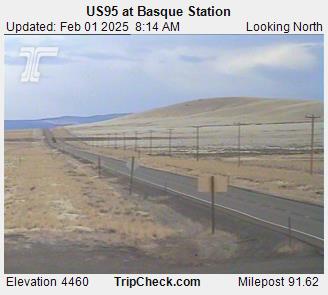 US95 at Basque Station
Updated: Feb 01 2025 8:14 AM Looking North
Elevation 4460 TripCheck.com Milepost 91.62